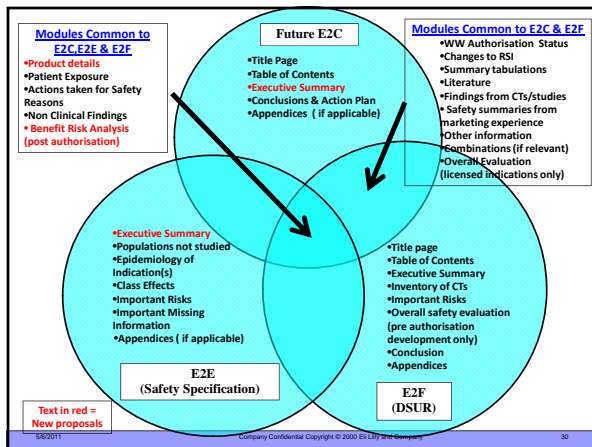 Modules Common to
E2C,E2E & E2F
•Product details
•Patient Exposure
•Actions taken for Safety
Reasons
•Non Clinical Findings
• Benefit Risk Analysis
(post authorisation)
Future E2C
•Title Page
•Table of Contents
•Executive Summary
•Conclusions & Action Plan
•Appendices ( if applicable)
Modules Common to E2C & E2F
•WW Authorisation Status
•Changes to RSI
•Summary tabulations
•Literature
•Findings from CTs/studies
• Safety summaries from
marketing experience
•Other information
•Combinations (if relevant)
•Overall Evaluation
(licensed indications only)
•Executive Summary
•Populations not studied
•Epidemiology of
Indication(s)
•Class Effects
•Important Risks
•Important Missing
Information
•Appendices ( if applicable)
E2E
(Safety Specification)
•Title page
•Table of Contents
•Executive Summary
•Inventory of CTs
•Important Risks
•Overall safety evaluation
(pre authorisation
development only)
•Conclusion
•Appendices
E2F
(DSUR)
Text in red =
New proposals
5/6/2011
Company Confidential Copyright © 2000 Eli Lilly and Company
30